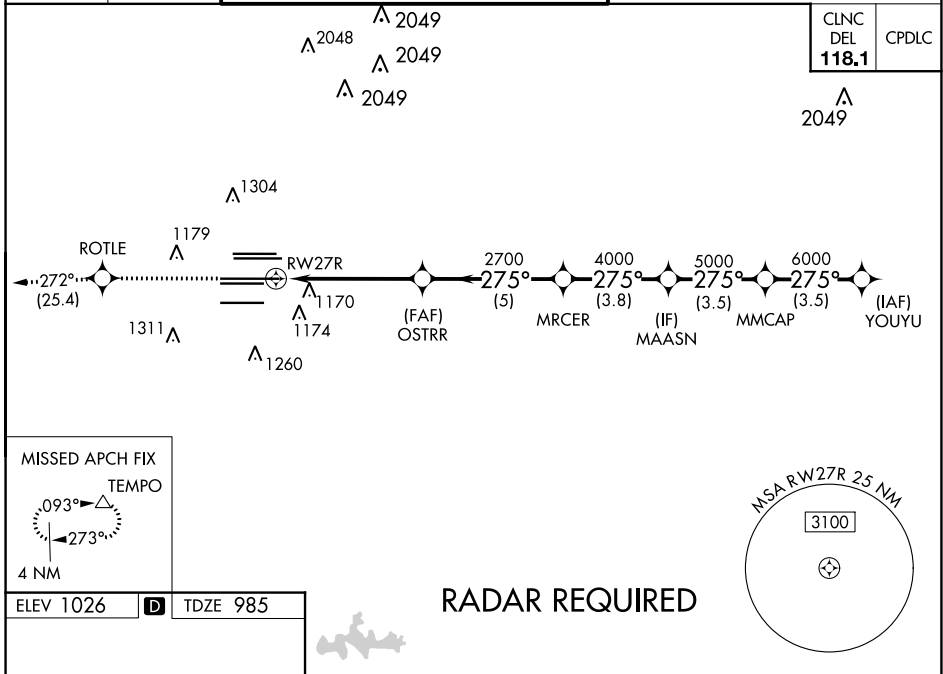 2049
2048
2049
2049
CLNC
DEL
118.1
CPDLC
2049
1304
1179
ROTLE
RW27R
272°
(25.4)
1170
1174
1311
1260
(FAF)
OSTRR
2700
275°
(5)
MRCER
4000
275°
(3.8)
(IF)
MAASN
5000
275°
(3.5)
MMCAP
6000
275°
(3.5)
(IAF)
YOUYU
MISSED APCH FIX
TEMPO
093°
273°
4 NM
MSA RW27R 25 NM
3100
ELEV 1026
D
TDZE 985
RADAR REQUIRED